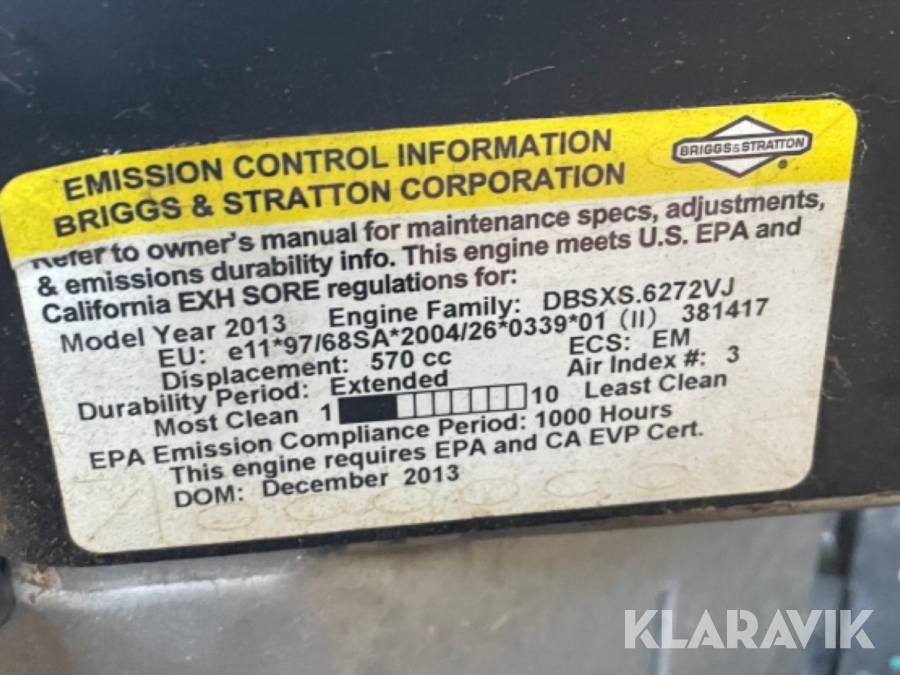 EMISSION CONTROL INFORMATION
BRIGGS & STRATTON CORPORATION
BRIGGS&STRATTON
Refer to owner's manual for maintenance specs, adjustments,
& emissions durability info. This engine meets U.S. EPA and
California EXH SORE regulations for:
Model Year 2013 Engine Family: DBSXS.6272VJ
EU: e11*97/68SA*2004/26*0339*01 (II) 381417
Displacement: 570 cc ECS: EM
Durability Period: Extended Air Index #: 3
Most Clean 1 10 Least Clean
EPA Emission Compliance Period: 1000 Hours
This engine requires EPA and CA EVP Cert.
DOM: December 2013
KLARAVIK